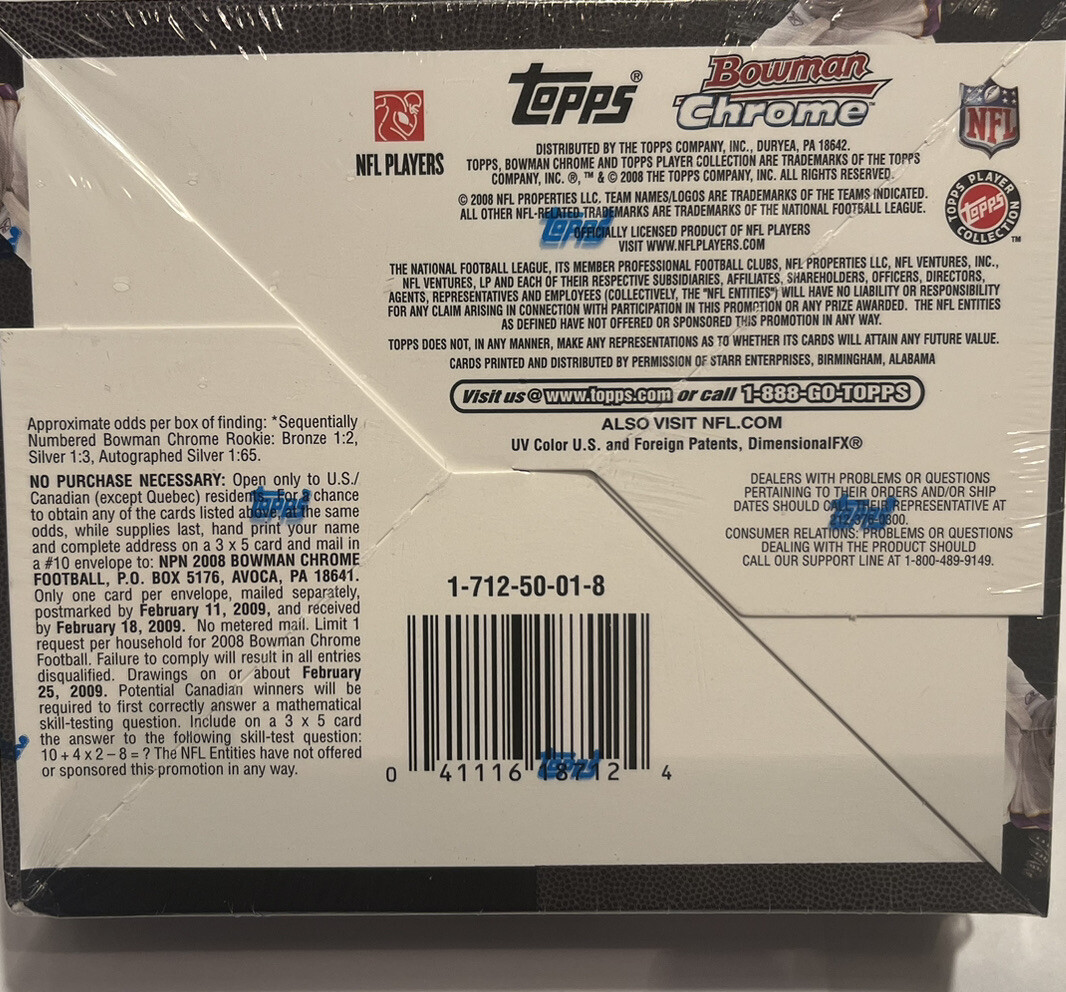 topps®
Bowman
Chrome™
NFL PLAYERS
NFL
TOPPS PLAYER
topps
COLLECTION
™
DISTRIBUTED BY THE TOPPS COMPANY, INC., DURYEA, PA 18642.
TOPPS, BOWMAN CHROME AND TOPPS PLAYER COLLECTION ARE TRADEMARKS OF THE TOPPS
COMPANY, INC. ®, ™ & © 2008 THE TOPPS COMPANY, INC. ALL RIGHTS RESERVED.
© 2008 NFL PROPERTIES LLC. TEAM NAMES/LOGOS ARE TRADEMARKS OF THE TEAMS INDICATED.
ALL OTHER NFL-RELATED TRADEMARKS ARE TRADEMARKS OF THE NATIONAL FOOTBALL LEAGUE.
topps
OFFICIALLY LICENSED PRODUCT OF NFL PLAYERS
VISIT WWW.NFLPLAYERS.COM
THE NATIONAL FOOTBALL LEAGUE, ITS MEMBER PROFESSIONAL FOOTBALL CLUBS, NFL PROPERTIES LLC, NFL VENTURES, INC.,
NFL VENTURES, LP AND EACH OF THEIR RESPECTIVE SUBSIDIARIES, AFFILIATES, SHAREHOLDERS, OFFICERS, DIRECTORS,
AGENTS, REPRESENTATIVES AND EMPLOYEES (COLLECTIVELY, THE "NFL ENTITIES") WILL HAVE NO LIABILITY OR RESPONSIBILITY
FOR ANY CLAIM ARISING IN CONNECTION WITH PARTICIPATION IN THIS PROMOTION OR ANY PRIZE AWARDED. THE NFL ENTITIES
AS DEFINED HAVE NOT OFFERED OR SPONSORED THIS PROMOTION IN ANY WAY.
TOPPS DOES NOT, IN ANY MANNER, MAKE ANY REPRESENTATIONS AS TO WHETHER ITS CARDS WILL ATTAIN ANY FUTURE VALUE.
CARDS PRINTED AND DISTRIBUTED BY PERMISSION OF STARR ENTERPRISES, BIRMINGHAM, ALABAMA
Visit us@www.topps.com or call 1-888-GO-TOPPS
ALSO VISIT NFL.COM
UV Color U.S. and Foreign Patents, DimensionalFX®
Approximate odds per box of finding: *Sequentially
Numbered Bowman Chrome Rookie: Bronze 1:2,
Silver 1:3, Autographed Silver 1:65.
NO PURCHASE NECESSARY: Open only to U.S./
Canadian (except Quebec) residents. For a chance
to obtain any of the cards listed above, at the same
odds, while supplies last, hand print your name
and complete address on a 3 x 5 card and mail in
a #10 envelope to: NPN 2008 BOWMAN CHROME
FOOTBALL, P.O. BOX 5176, AVOCA, PA 18641.
Only one card per envelope, mailed separately,
postmarked by February 11, 2009, and received
by February 18, 2009. No metered mail. Limit 1
request per household for 2008 Bowman Chrome
Football. Failure to comply will result in all entries
disqualified. Drawings on or about February
25, 2009. Potential Canadian winners will be
required to first correctly answer a mathematical
skill-testing question. Include on a 3 x 5 card
the answer to the following skill-test question:
10 + 4 x 2 – 8 = ? The NFL Entities have not offered
or sponsored this promotion in any way.
topps
DEALERS WITH PROBLEMS OR QUESTIONS
PERTAINING TO THEIR ORDERS AND/OR SHIP
DATES SHOULD CALL THEIR REPRESENTATIVE AT
topps
CONSUMER RELATIONS: PROBLEMS OR QUESTIONS
DEALING WITH THE PRODUCT SHOULD
CALL OUR SUPPORT LINE AT 1-800-489-9149.
1-712-50-01-8
0 41116 18712 4
topps